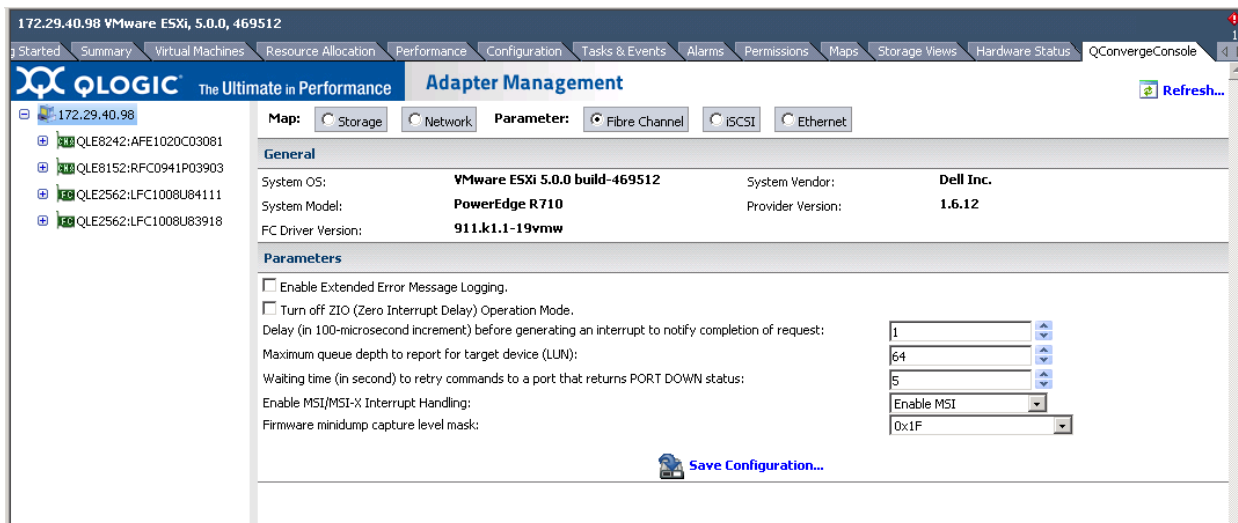 172.29.40.98 VMware ESXi, 5.0.0, 469512
g Started Summary Virtual Machines Resource Allocation Performance Configuration Tasks & Events Alarms Permissions Maps Storage Views Hardware Status QConvergeConsole
QLOGIC The Ultimate in Performance Adapter Management
Refresh...
172.29.40.98
QLE8242:AFE1020C03081
QLE8152:RFC0941P03903
QLE2562:LFC1008U84111
QLE2562:LFC1008U83918
Map: Storage Network Parameter: Fibre Channel iSCSI Ethernet
General
System OS: VMware ESXi 5.0.0 build-469512 System Vendor: Dell Inc.
System Model: PowerEdge R710 Provider Version: 1.6.12
FC Driver Version: 911.k1.1-19vmw
Parameters
Enable Extended Error Message Logging.
Turn off ZIO (Zero Interrupt Delay) Operation Mode.
Delay (in 100-microsecond increment) before generating an interrupt to notify completion of request: 1
Maximum queue depth to report for target device (LUN): 64
Waiting time (in second) to retry commands to a port that returns PORT DOWN status: 5
Enable MSI/MSI-X Interrupt Handling: Enable MSI
Firmware minidump capture level mask: 0x1F
Save Configuration...